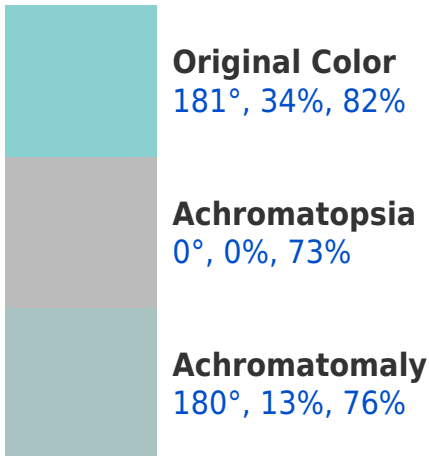 Original Color
181°, 34%, 82%
Achromatopsia
0°, 0%, 73%
Achromatomaly
180°, 13%, 76%